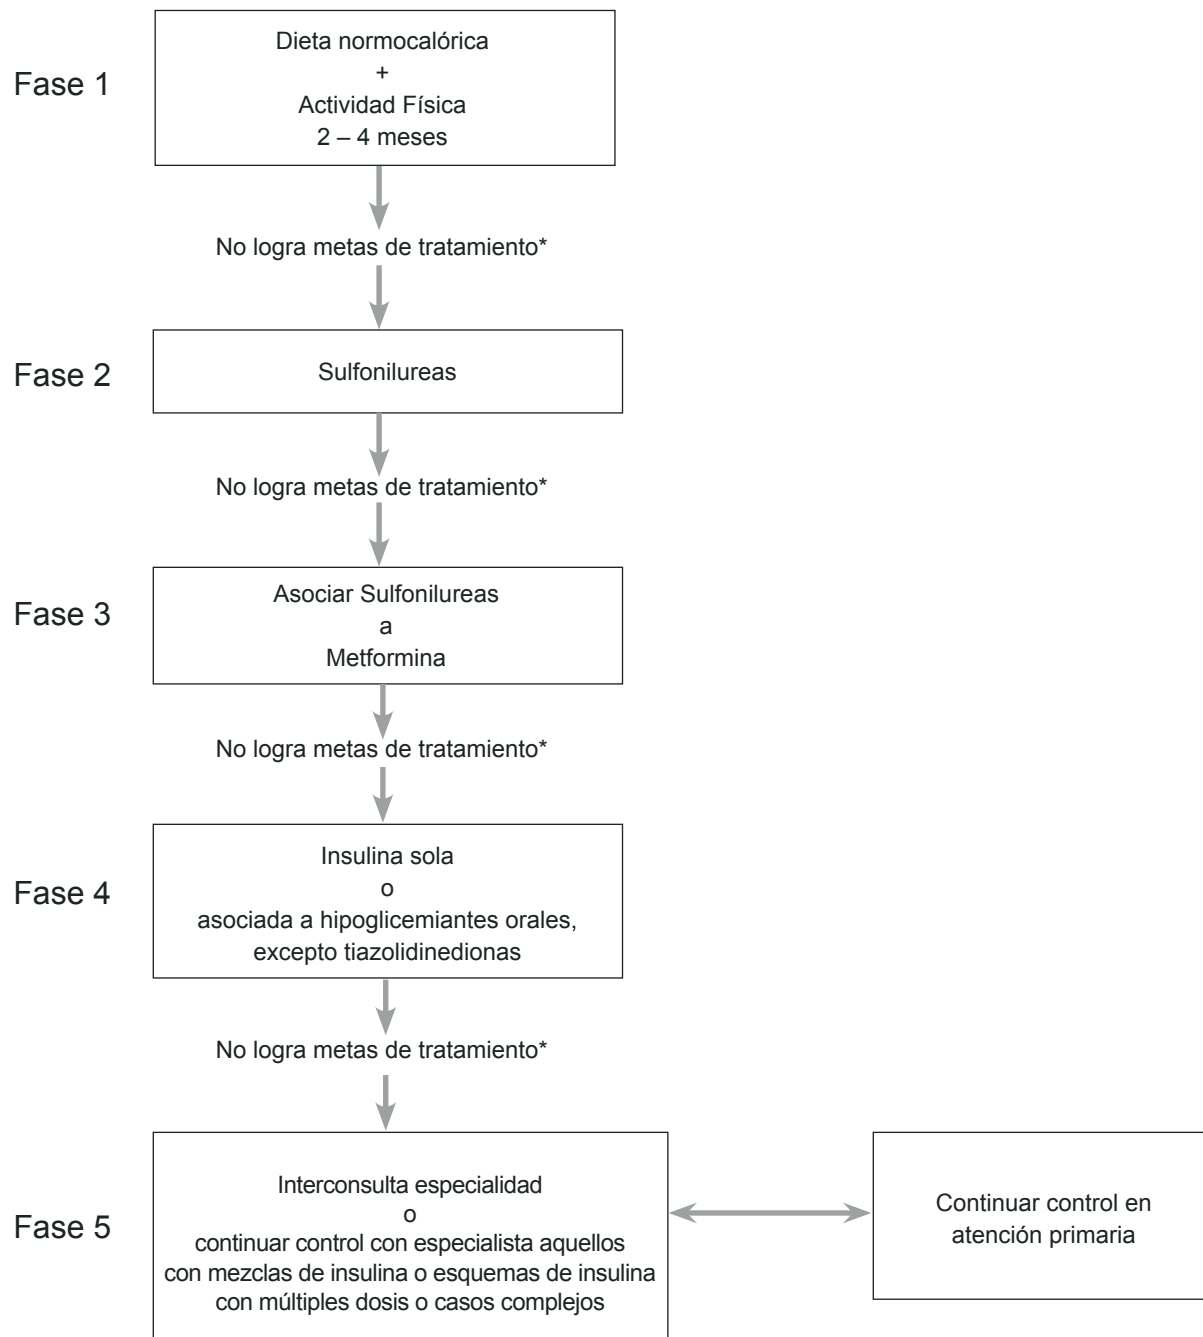 Fase 1
Dieta normocalórica
+
Actividad Física
2 – 4 meses
No logra metas de tratamiento*
Fase 2
Sulfonilureas
No logra metas de tratamiento*
Fase 3
Asociar Sulfonilureas
a
Metformina
No logra metas de tratamiento*
Fase 4
Insulina sola
o
asociada a hipoglicemiantes orales,
excepto tiazolidinedionas
No logra metas de tratamiento*
Fase 5
Interconsulta especialidad
o
continuar control con especialista aquellos
con mezclas de insulina o esquemas de insulina
con múltiples dosis o casos complejos
Continuar control en
atención primaria